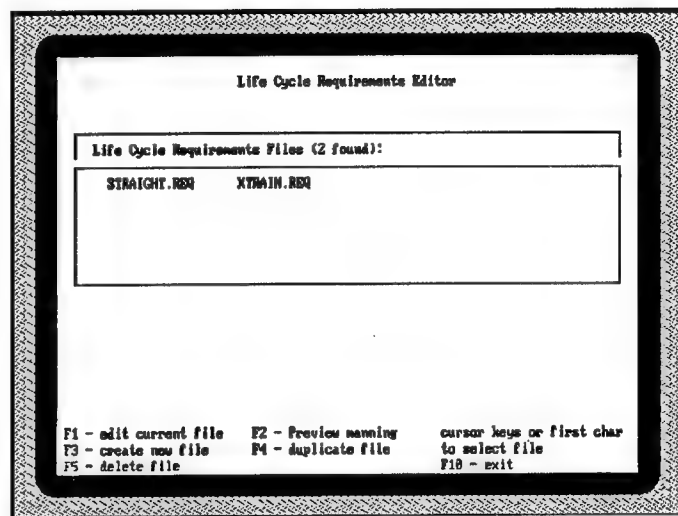 Life Cycle Requirements Editor
Life Cycle Requirements Files (2 found):
STRAIGHT.REQ XTRAIN.REQ
F1 - edit current file F2 - Preview manning cursor keys or first char
F3 - create new file F4 - duplicate file to select file
F5 - delete file F10 - exit